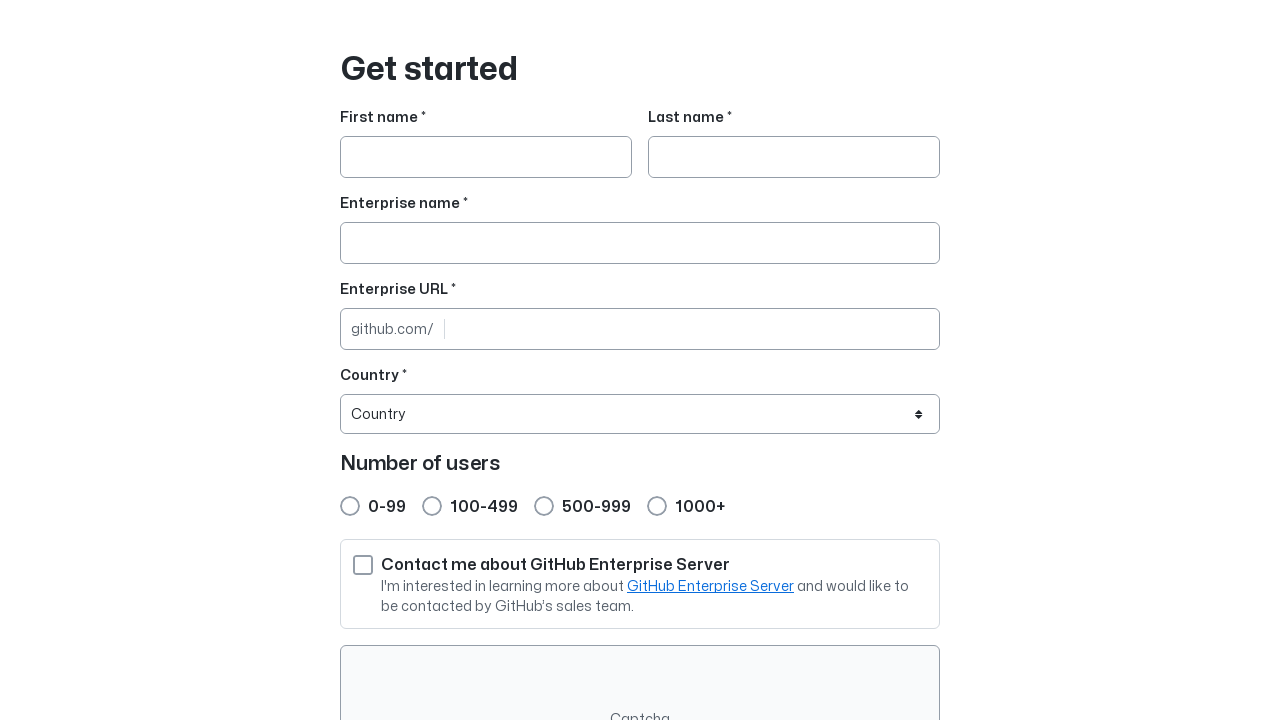 Get started
First name *
Last name *
Enterprise name *
Enterprise URL *
github.com/
Country *
Country
Number of users
0-99
100-499
500-999
1000+
Contact me about GitHub Enterprise Server
I'm interested in learning more about GitHub Enterprise Server and would like to
be contacted by GitHub's sales team.
Captcha